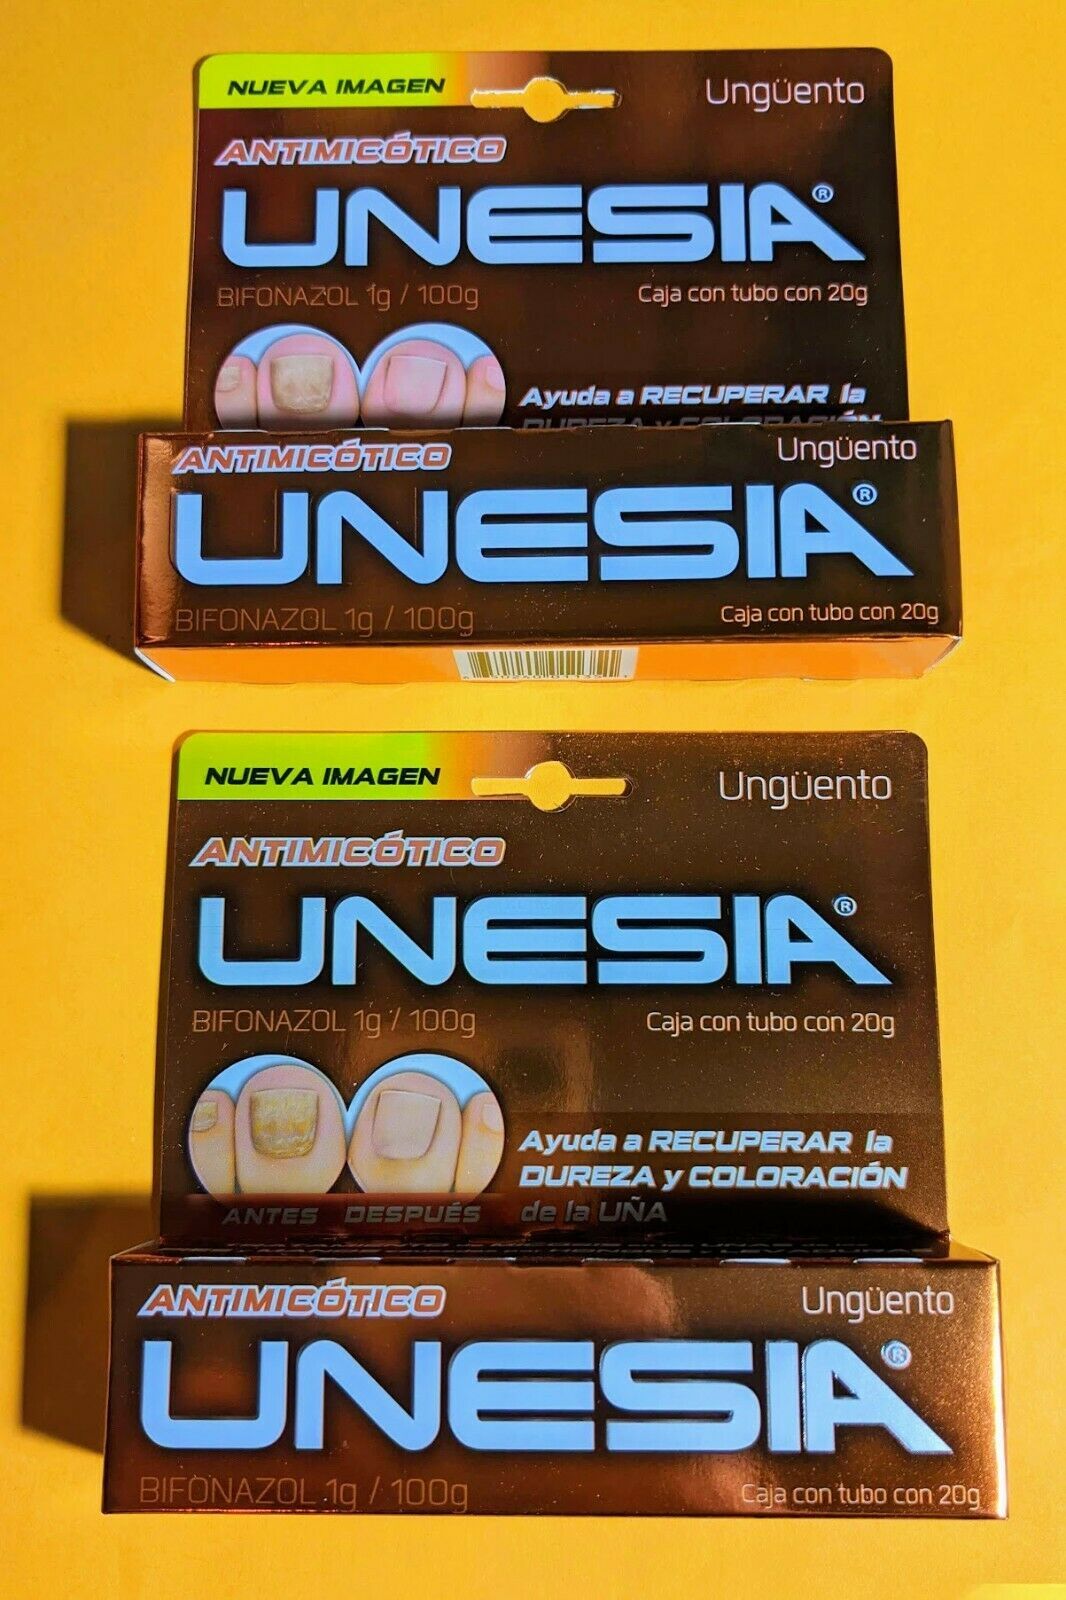 NUEVA IMAGEN
Ungüento
ANTIMICÓTICO
UNESIA®
BIFONAZOL 1g / 100g
Caja con tubo con 20g
Ayuda a RECUPERAR la
DUREZA y COLORACIÓN
ANTIMICÓTICO
Ungüento
UNESIA®
BIFONAZOL 1g / 100g
Caja con tubo con 20g
NUEVA IMAGEN
Ungüento
ANTIMICÓTICO
UNESIA®
BIFONAZOL 1g / 100g
Caja con tubo con 20g
Ayuda a RECUPERAR la
DUREZA y COLORACIÓN
de la UÑA
ANTES DESPUÉS
ANTIMICÓTICO
Ungüento
UNESIA®
BIFONAZOL 1g / 100g
Caja con tubo con 20g